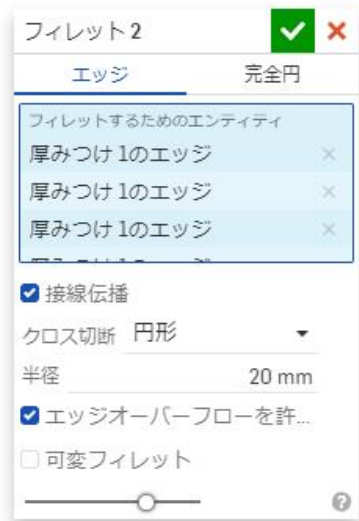 フィレット 2
エッジ 完全円
フィレットするためのエンティティ
厚みつけ 1のエッジ
厚みつけ 1のエッジ
厚みつけ 1のエッジ
接線伝播
クロス切断 円形
半径 20 mm
エッジオーバーフローを許...
可変フィレット